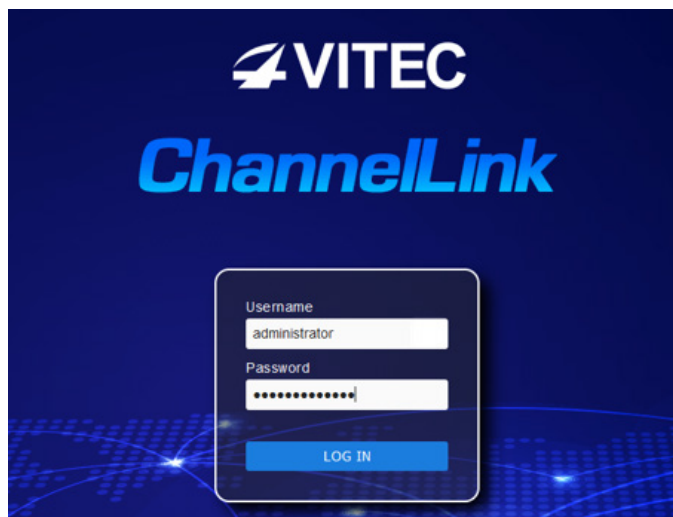 VITEC
ChannelLink
Username
administrator
Password
•••••••••••••
LOG IN